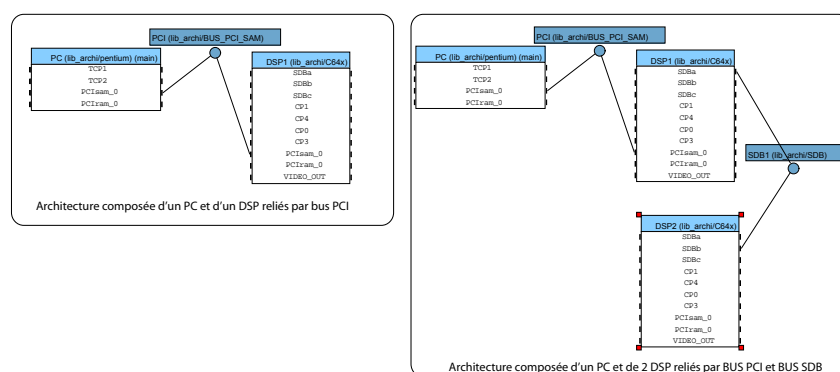 PCI (lib_archi/BUS_PCI_SAM)
PC (lib_archi/pentium) (main)
TCP1
TCP2
PCIsam_0
PCIram_0
DSP1 (lib_archi/C64x)
SDBa
SDBb
SDBc
CP1
CP4
CP0
CP3
PCIsam_0
PCIram_0
VIDEO_OUT
Architecture composée d'un PC et d'un DSP reliés par bus PCI
PCI (lib_archi/BUS_PCI_SAM)
PC (lib_archi/pentium) (main)
TCP1
TCP2
PCIsam_0
PCIram_0
DSP1 (lib_archi/C64x)
SDBa
SDBb
SDBc
CP1
CP4
CP0
CP3
PCIsam_0
PCIram_0
VIDEO_OUT
SDB1 (lib_archi/SDB)
DSP2 (lib_archi/C64x)
SDBa
SDBb
SDBc
CP1
CP4
CP0
CP3
PCIsam_0
PCIram_0
VIDEO_OUT
Architecture composée d'un PC et de 2 DSP reliés par BUS PCI et BUS SDB